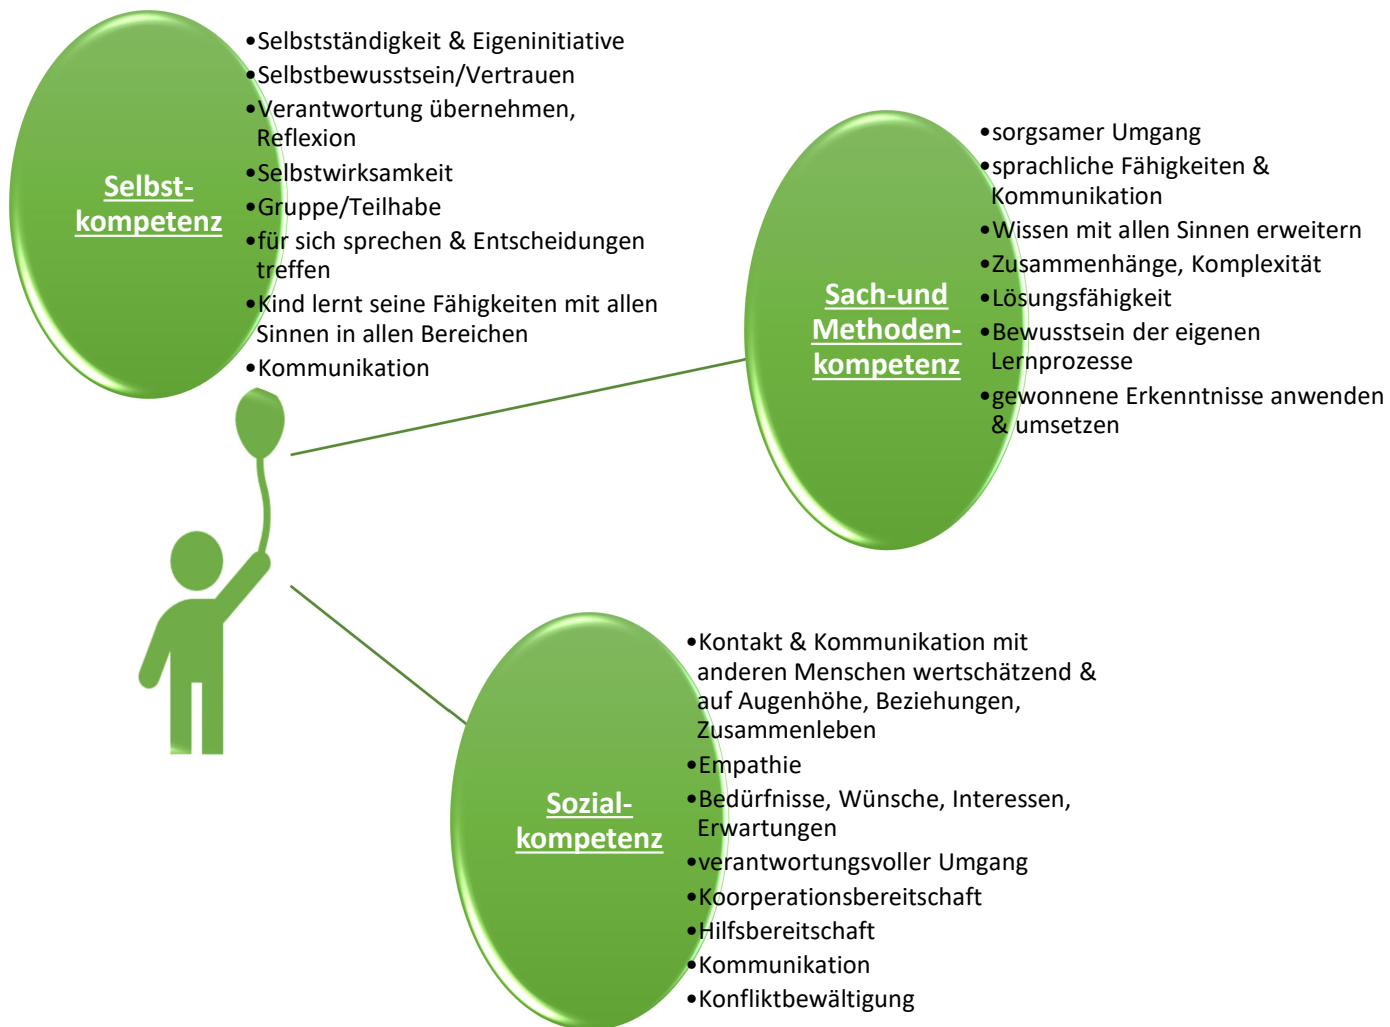 Selbst-
kompetenz
•Selbstständigkeit & Eigeninitiative
•Selbstbewusstsein/Vertrauen
•Verantwortung übernehmen,
Reflexion
•Selbstwirksamkeit
•Gruppe/Teilhabe
•für sich sprechen & Entscheidungen
treffen
•Kind lernt seine Fähigkeiten mit allen
Sinnen in allen Bereichen
•Kommunikation
Sach-und
Methoden-
kompetenz
•sorgsamer Umgang
•sprachliche Fähigkeiten &
Kommunikation
•Wissen mit allen Sinnen erweitern
•Zusammenhänge, Komplexität
•Lösungsfähigkeit
•Bewusstsein der eigenen
Lernprozesse
•gewonnene Erkenntnisse anwenden
& umsetzen
Sozial-
kompetenz
•Kontakt & Kommunikation mit
anderen Menschen wertschätzend &
auf Augenhöhe, Beziehungen,
Zusammenleben
•Empathie
•Bedürfnisse, Wünsche, Interessen,
Erwartungen
•verantwortungsvoller Umgang
•Koorperationsbereitschaft
•Hilfsbereitschaft
•Kommunikation
•Konfliktbewältigung